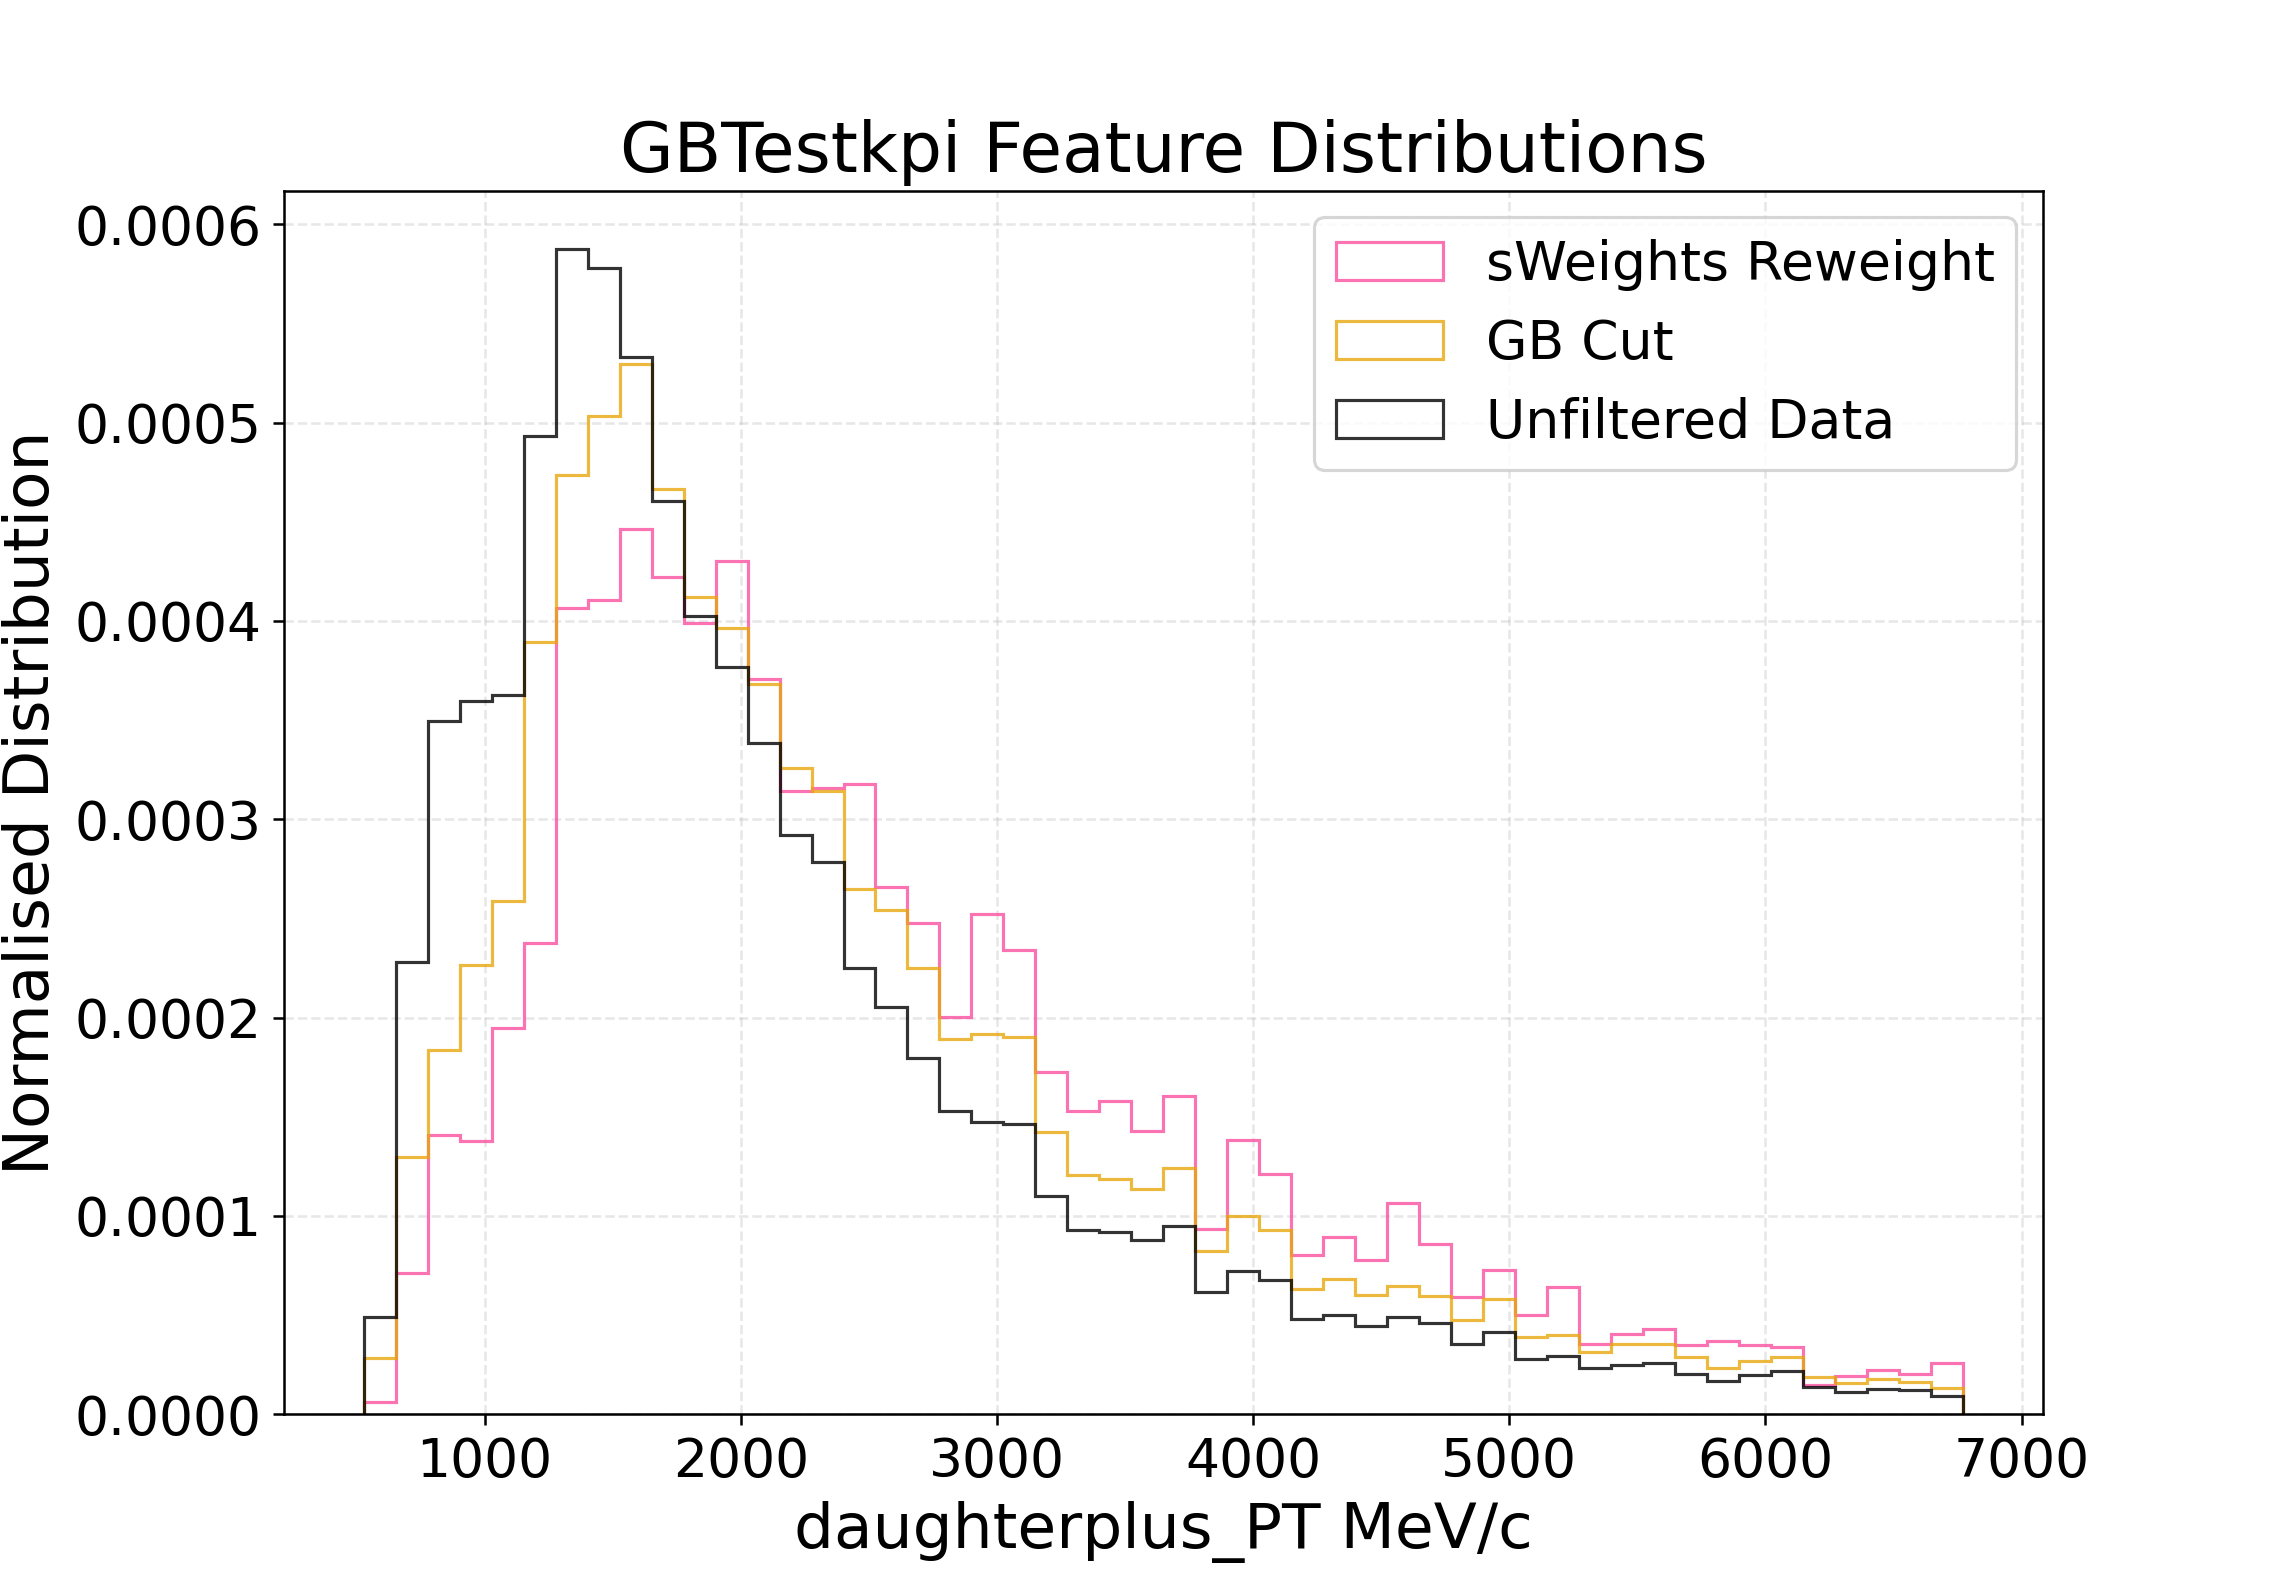 GBTestkpi Feature Distributions
Normalised Distribution
0.0006
0.0005
0.0004
0.0003
0.0002
0.0001
0.0000
sWeights Reweight
GB Cut
Unfiltered Data
1000 2000 3000 4000 5000 6000 7000
daughterplus_PT MeV/c